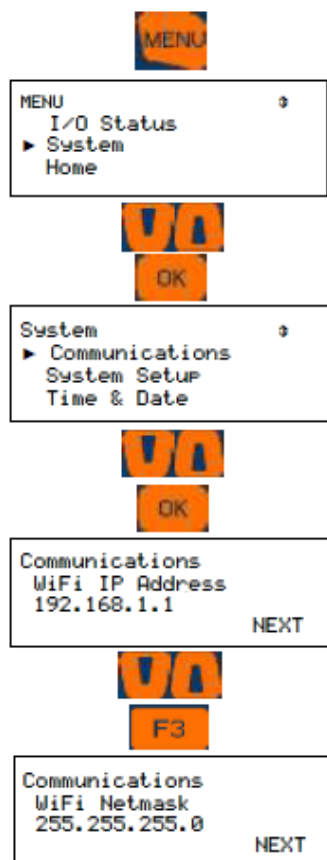 MENU
MENU
I/O Status
System
Home
OK
System
Communications
System Setup
Time & Date
OK
Communications
WiFi IP Address
192.168.1.1
NEXT
F3
Communications
WiFi Netmask
255.255.255.0
NEXT